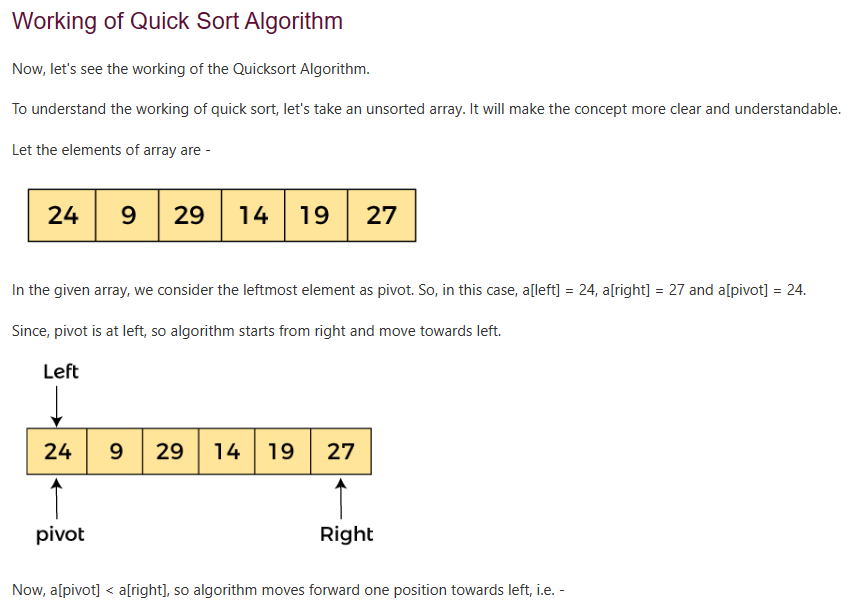 Working of Quick Sort Algorithm
Now, let's see the working of the Quicksort Algorithm.
To understand the working of quick sort, let's take an unsorted array. It will make the concept more clear and understandable.
Let the elements of array are -
24 9 29 14 19 27
In the given array, we consider the leftmost element as pivot. So, in this case, a[left] = 24, a[right] = 27 and a[pivot] = 24.
Since, pivot is at left, so algorithm starts from right and move towards left.
Left
24 9 29 14 19 27
pivot Right
Now, a[pivot] < a[right], so algorithm moves forward one position towards left, i.e. -